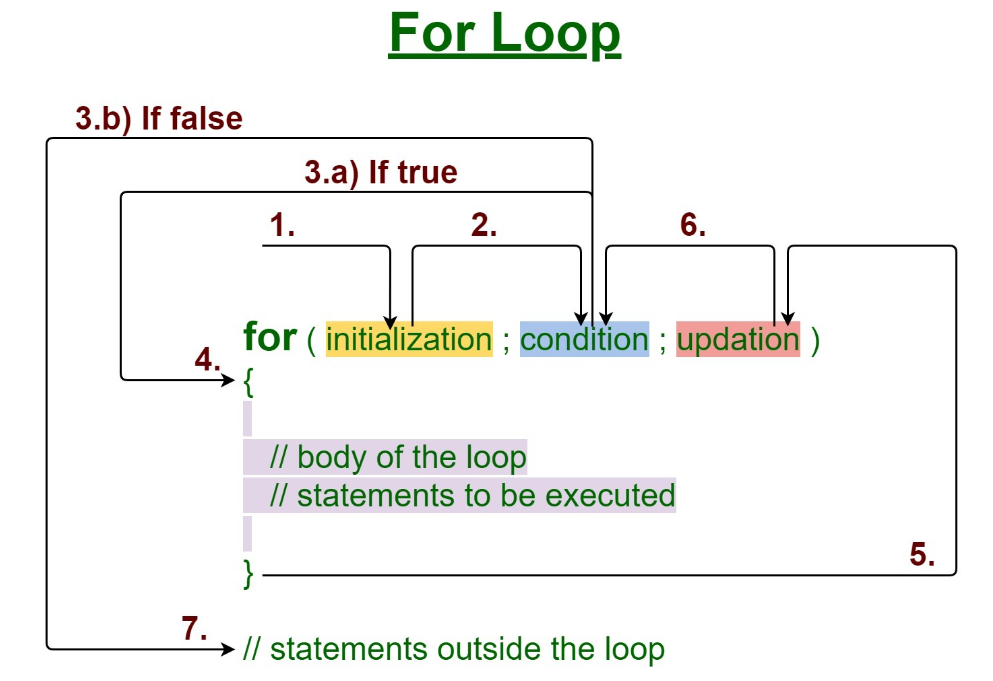 For Loop
3.b) If false
3.a) If true
1.
2.
6.
for ( initialization ; condition ; updation )
4.
{
// body of the loop
// statements to be executed
5.
}
7.
// statements outside the loop